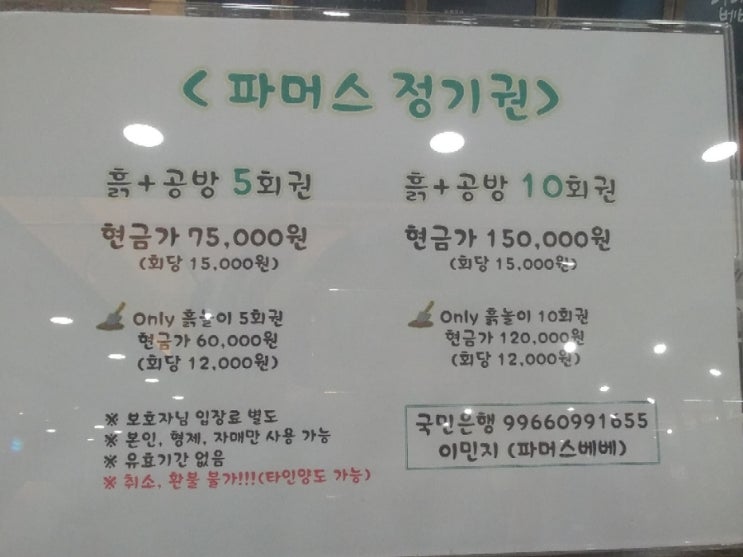 < 파머스 정기권>
흙+공방 5회권
현금가 75,000원
(회당 15,000원)
Only 흙놀이 5회권
현금가 60,000원
(회당 12,000원)
흙+공방 10회권
현금가 150,000원
(회당 15,000원)
Only 흙놀이 10회권
현금가 120,000원
(회당 12,000원)
※ 보호자님 입장료 별도
※ 본인, 형제, 자매만 사용 가능
※ 유효기간 없음
※ 취소, 환불 불가!!!(타인양도 가능)
국민은행 99660991655
이민지 (파머스베베)